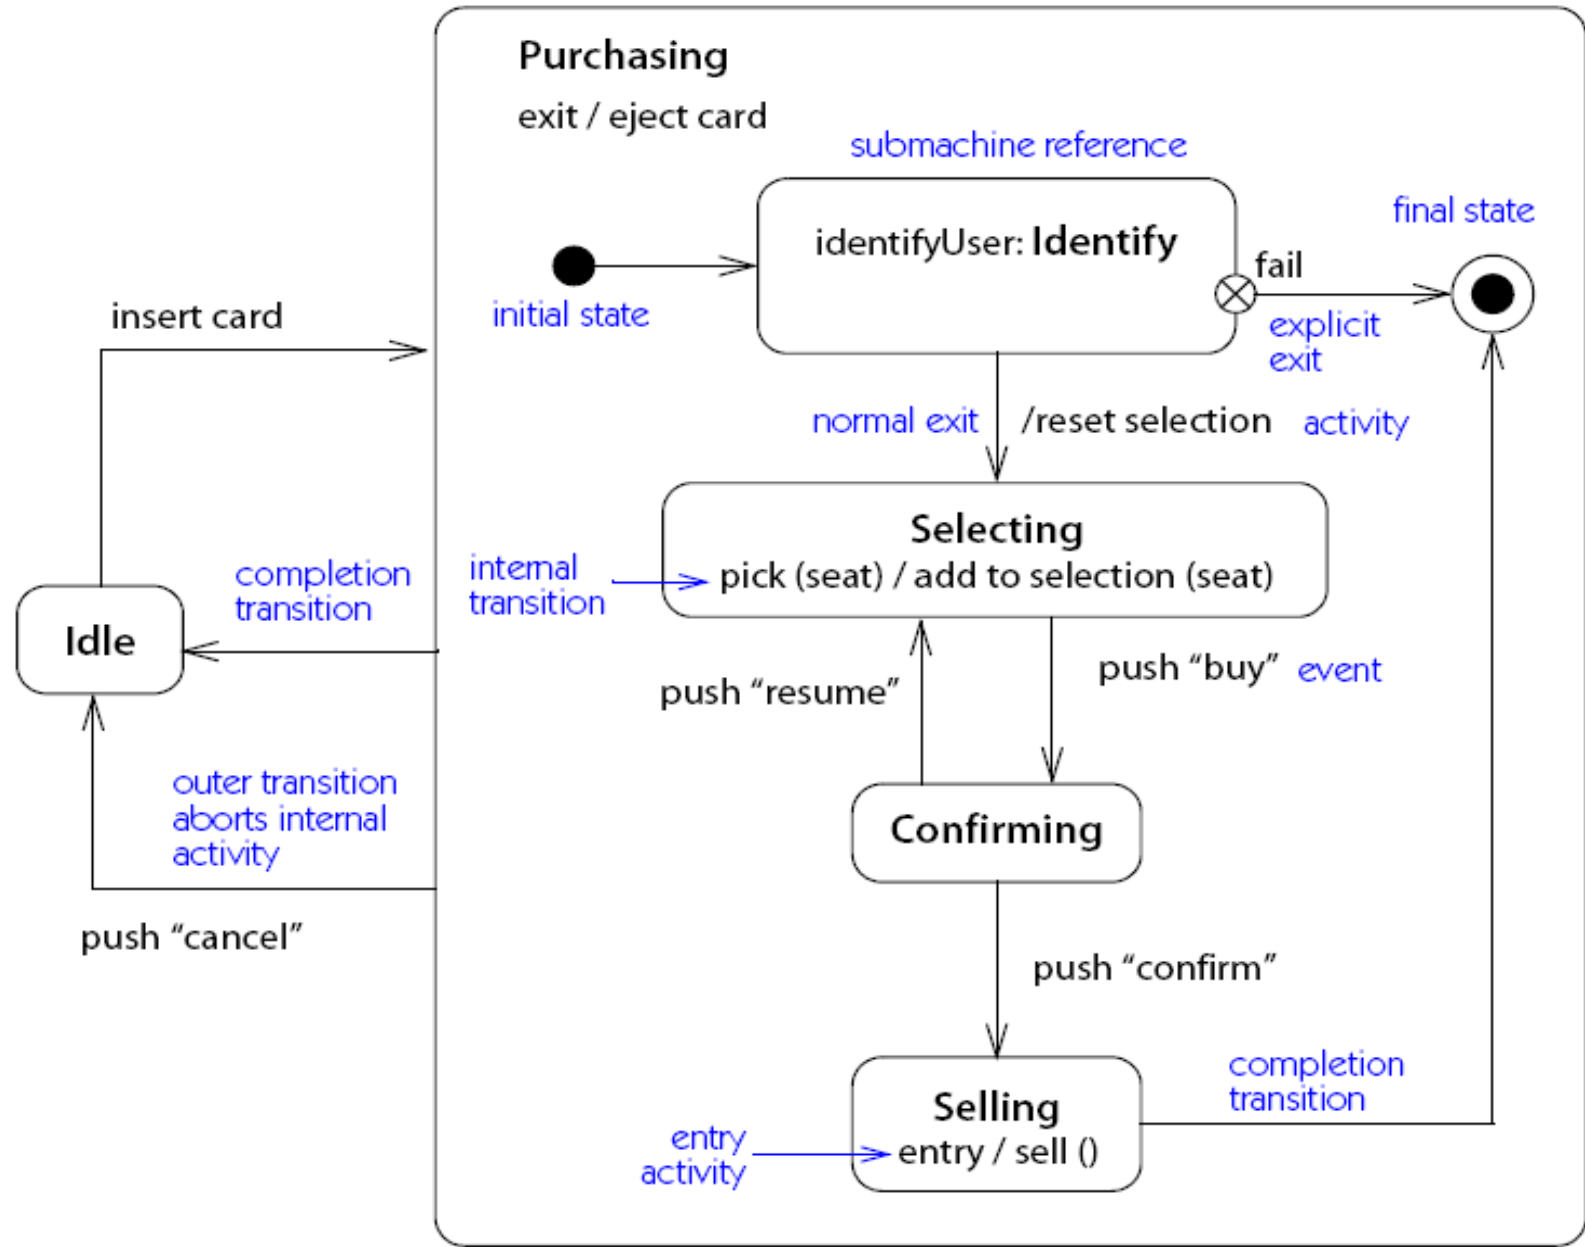 Purchasing
exit / eject card
submachine reference
final state
identifyUser: Identify
fail
initial state
explicit
exit
insert card
normal exit
/reset selection
activity
Selecting
internal
transition
pick (seat) / add to selection (seat)
completion
transition
Idle
push “resume”
push “buy”
event
outer transition
aborts internal
activity
Confirming
push “cancel”
push “confirm”
completion
transition
Selling
entry / sell ()
entry
activity